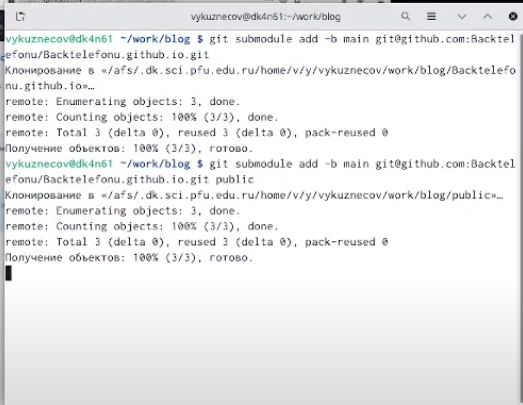 vykuznecov@dk4n61:~/work/blog
vykuznecov@dk4n61 ~/work/blog $ git submodule add -b main git@github.com:Backtel
efonu/Backtelefonu.github.io.git
Клонирование в «/afs/.dk.sci.pfu.edu.ru/home/v/y/vykuznecov/work/blog/Backtelefo
nu.github.io»…
remote: Enumerating objects: 3, done.
remote: Counting objects: 100% (3/3), done.
remote: Total 3 (delta 0), reused 3 (delta 0), pack-reused 0
Получение объектов: 100% (3/3), готово.
vykuznecov@dk4n61 ~/work/blog $ git submodule add -b main git@github.com:Backtel
efonu/Backtelefonu.github.io.git public
Клонирование в «/afs/.dk.sci.pfu.edu.ru/home/v/y/vykuznecov/work/blog/public»…
remote: Enumerating objects: 3, done.
remote: Counting objects: 100% (3/3), done.
remote: Total 3 (delta 0), reused 3 (delta 0), pack-reused 0
Получение объектов: 100% (3/3), готово.